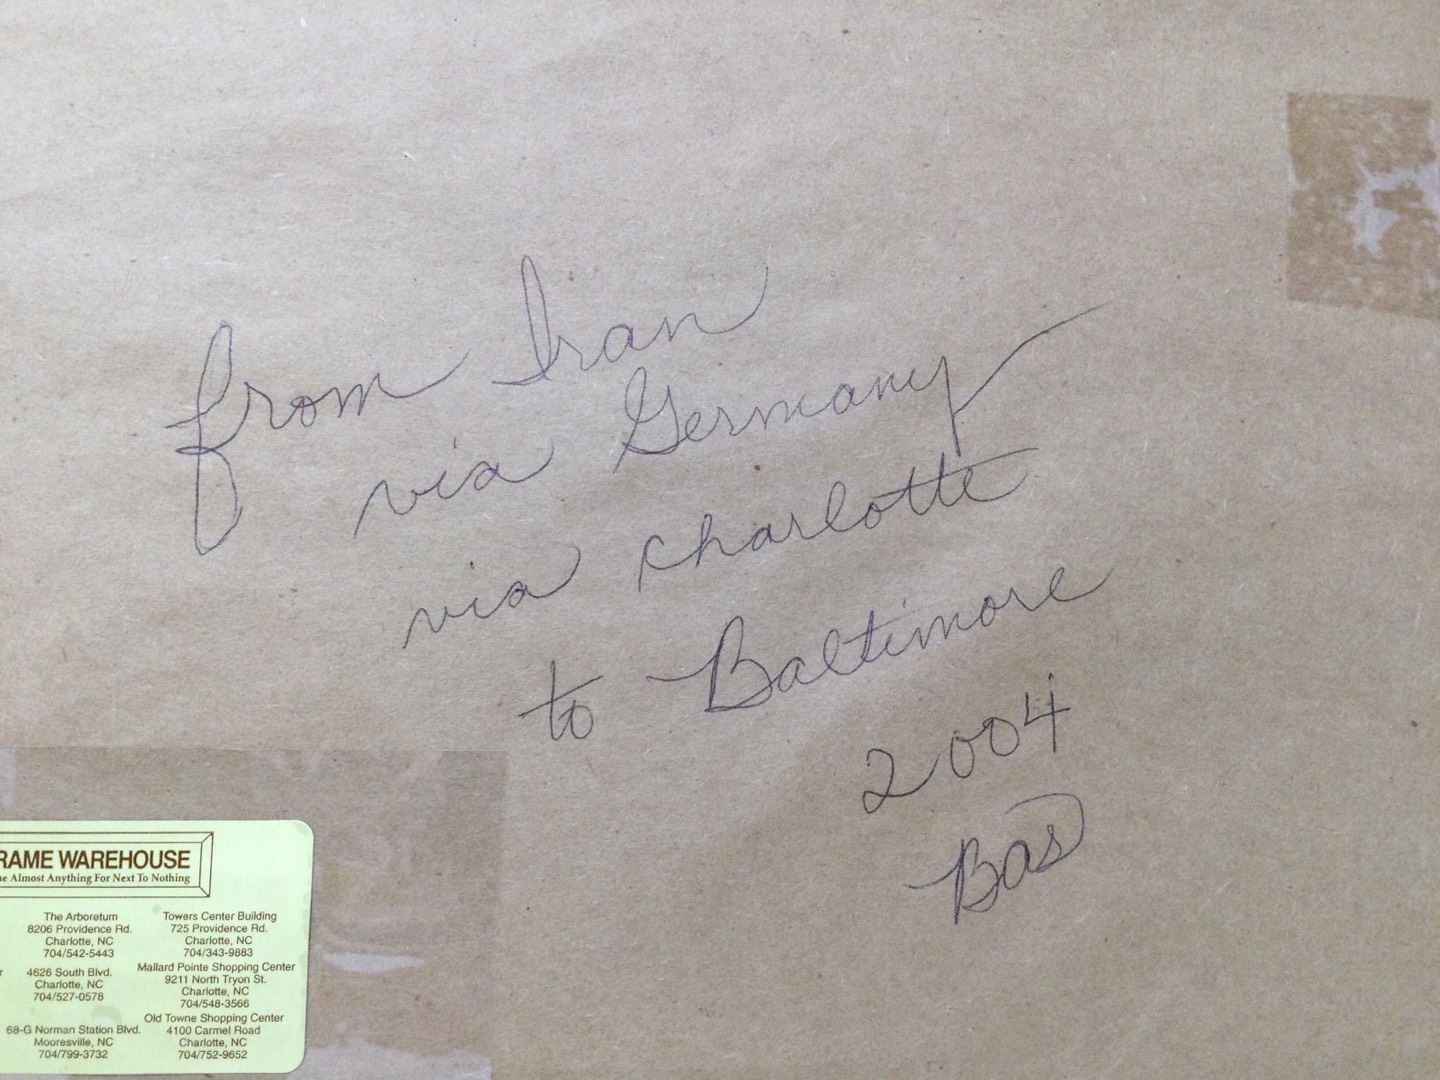 from Iran
via Germany
via Charlotte
to Baltimore
2004
Bas
RAME WAREHOUSE
e Almost Anything For Next To Nothing
The Arboretum
8206 Providence Rd.
Charlotte, NC
704/542-5443
Towers Center Building
725 Providence Rd.
Charlotte, NC
704/343-9883
4626 South Blvd.
Charlotte, NC
704/527-0578
Mallard Pointe Shopping Center
9211 North Tryon St.
Charlotte, NC
704/548-3566
68-G Norman Station Blvd.
Mooresville, NC
704/799-3732
Old Towne Shopping Center
4100 Carmel Road
Charlotte, NC
704/752-9652